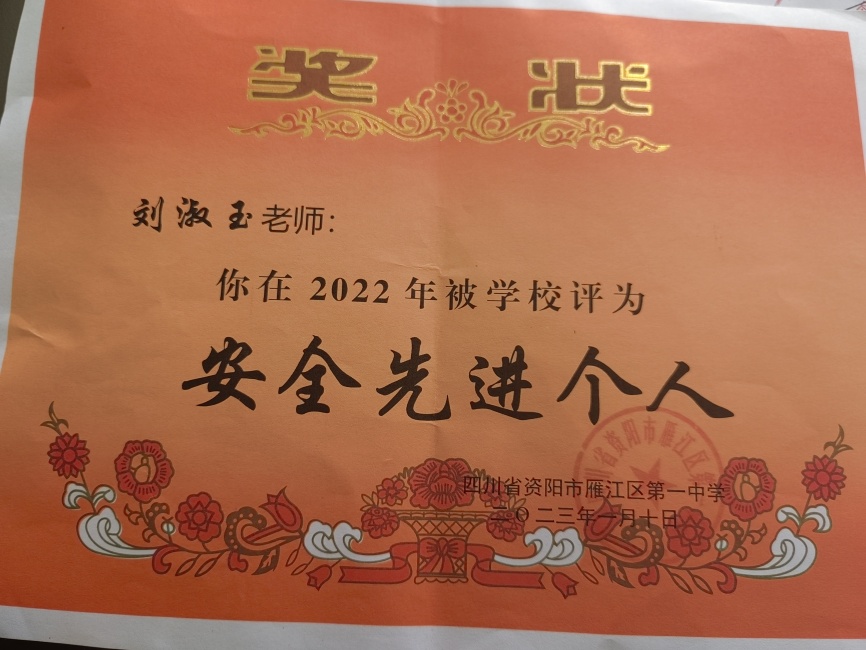 奖状
刘淑玉老师：
你在 2022 年被学校评为
安全先进个人
四川省资阳市雁江区第一中学
二〇二三年一月十日